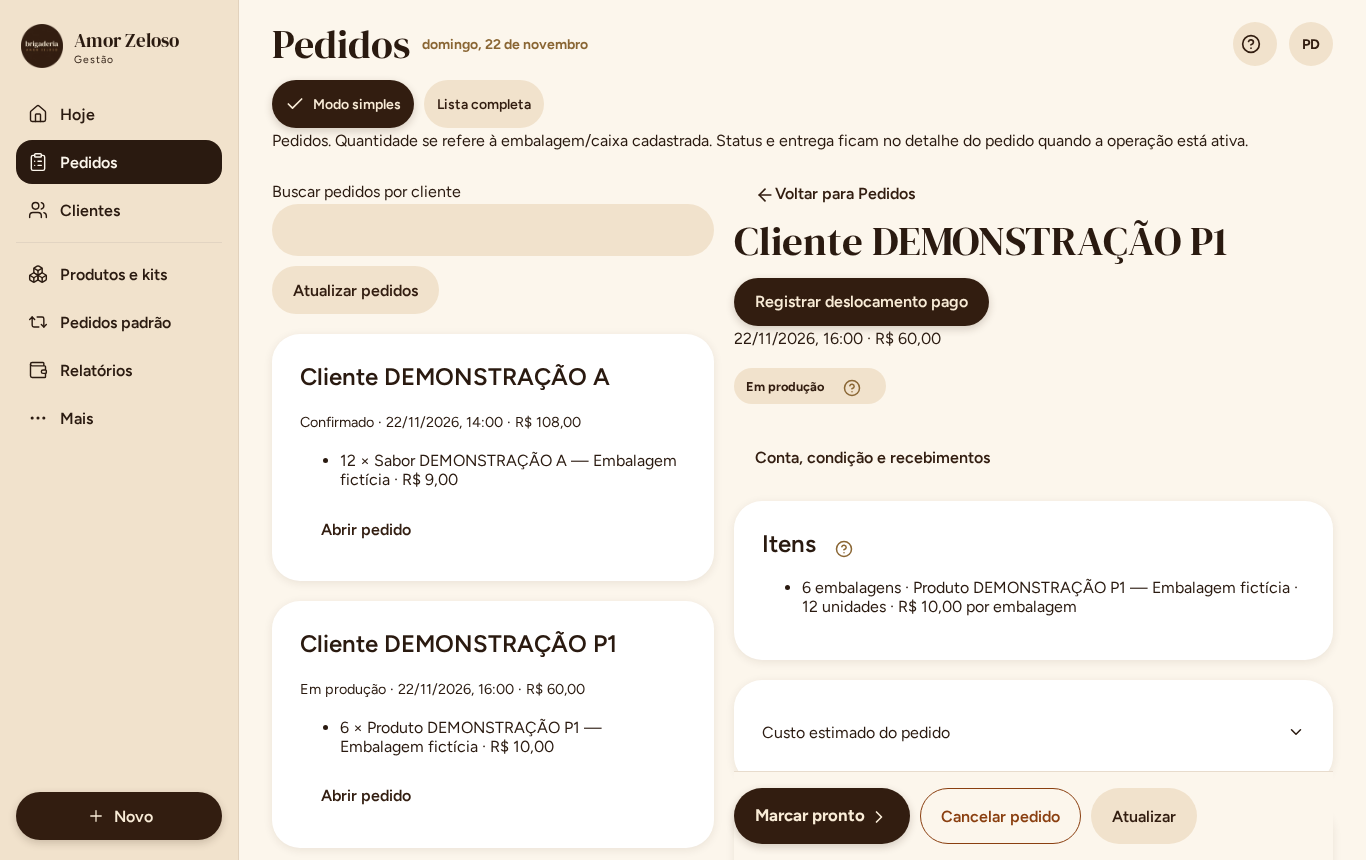 brigaderia
Amor Zeloso
Gestão
Hoje
Pedidos
Clientes
Produtos e kits
Pedidos padrão
Relatórios
Mais
Novo
Pedidos
domingo, 22 de novembro
PD
Modo simples
Lista completa
Pedidos. Quantidade se refere à embalagem/caixa cadastrada. Status e entrega ficam no detalhe do pedido quando a operação está ativa.
Buscar pedidos por cliente
Atualizar pedidos
Cliente DEMONSTRAÇÃO A
Confirmado · 22/11/2026, 14:00 · R$ 108,00
• 12 × Sabor DEMONSTRAÇÃO A — Embalagem
fictícia · R$ 9,00
Abrir pedido
Cliente DEMONSTRAÇÃO P1
Em produção · 22/11/2026, 16:00 · R$ 60,00
• 6 × Produto DEMONSTRAÇÃO P1 —
Embalagem fictícia · R$ 10,00
Abrir pedido
Voltar para Pedidos
Cliente DEMONSTRAÇÃO P1
Registrar deslocamento pago
22/11/2026, 16:00 · R$ 60,00
Em produção
Conta, condição e recebimentos
Itens
• 6 embalagens · Produto DEMONSTRAÇÃO P1 — Embalagem fictícia ·
12 unidades · R$ 10,00 por embalagem
Custo estimado do pedido
Marcar pronto
Cancelar pedido
Atualizar